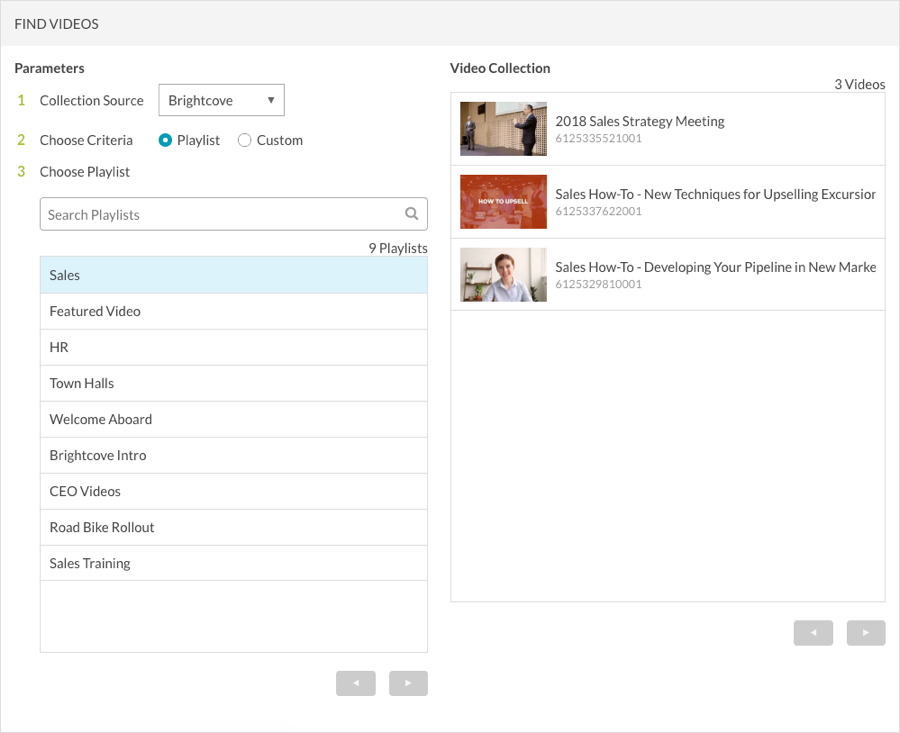 FIND VIDEOS
Parameters
1 Collection Source Brightcove
2 Choose Criteria Playlist Custom
3 Choose Playlist
Search Playlists
9 Playlists
Sales
Featured Video
HR
Town Halls
Welcome Aboard
Brightcove Intro
CEO Videos
Road Bike Rollout
Sales Training
Video Collection
3 Videos
2018 Sales Strategy Meeting
6125335521001
HOW TO UPSELL
Sales How-To - New Techniques for Upselling Excursior
6125337622001
Sales How-To - Developing Your Pipeline in New Marke
6125329810001